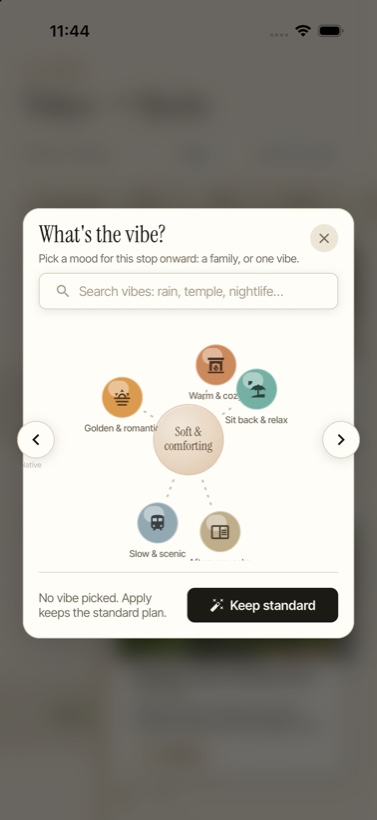 11:44
What's the vibe?
Pick a mood for this stop onward: a family, or one vibe.
Search vibes: rain, temple, nightlife...
Warm & coz
Golden & romantic
Soft &
comforting
Sit back & relax
lative
Slow & scenic
No vibe picked. Apply
keeps the standard plan.
Keep standard